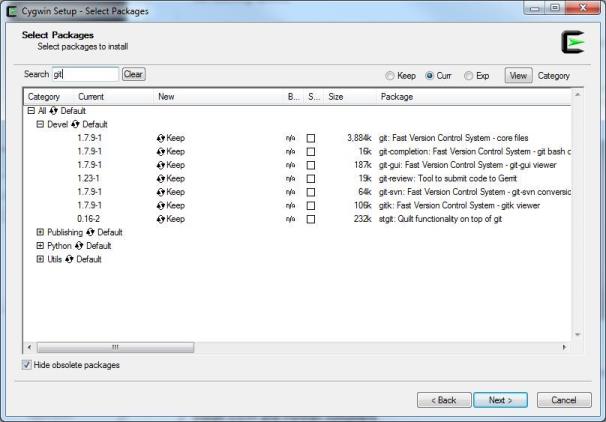 Cygwin Setup - Select Packages
Select Packages
Select packages to install
Search git Clear Keep Curr Exp View Category
Category Current New B... S... Size Package
All Default
Devel Default
1.7.9-1 Keep n/a 3,884k git: Fast Version Control System - core files
1.7.9-1 Keep n/a 16k git-completion: Fast Version Control System - git bash c
1.7.9-1 Keep n/a 187k git-gui: Fast Version Control System - git-gui viewer
1.23-1 Keep n/a 19k git-review: Tool to submit code to Gerrit
1.7.9-1 Keep n/a 64k git-svn: Fast Version Control System - git-svn conversic
1.7.9-1 Keep n/a 106k gitk: Fast Version Control System - gitk viewer
0.16-2 Keep n/a 232k stgit: Quilt functionality on top of git
Publishing Default
Python Default
Utils Default
Hide obsolete packages
< Back Next > Cancel